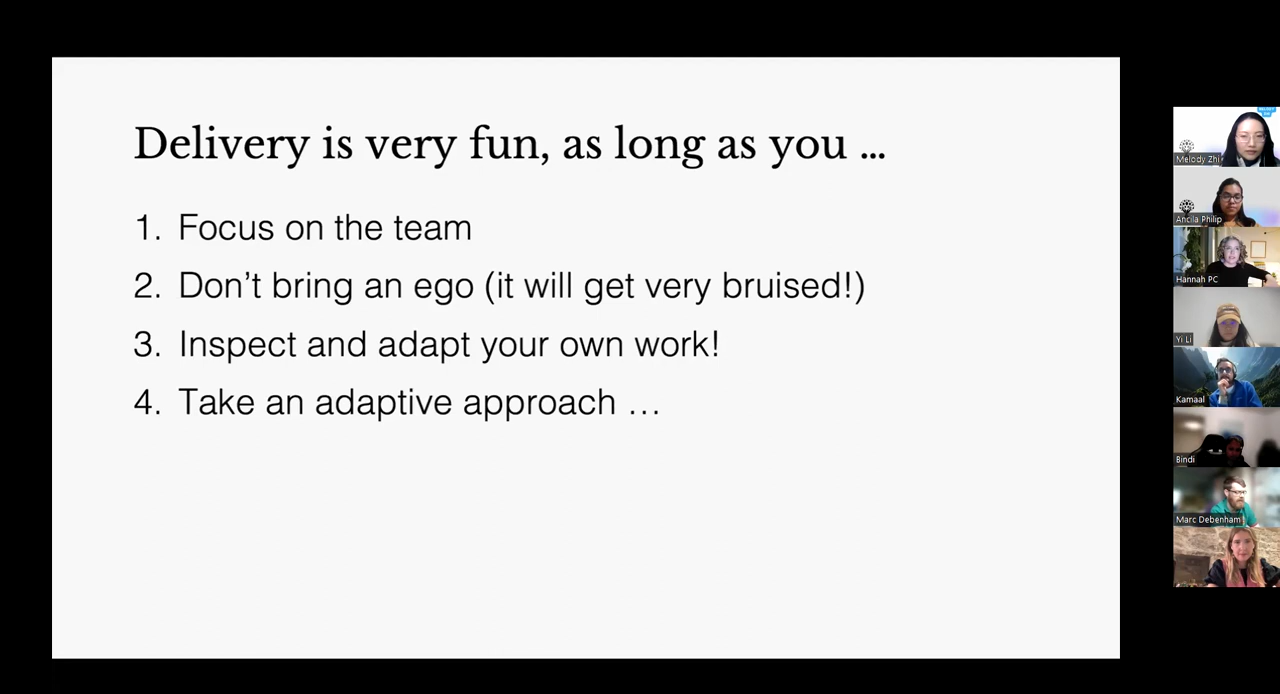 Delivery is very fun, as long as you ...
1. Focus on the team
2. Don't bring an ego (it will get very bruised!)
3. Inspect and adapt your own work!
4. Take an adaptive approach …
Melody Zhi
Ancila Philip
Hannah PC
Yi Li
Kamaal
Bindi
Marc Debenham